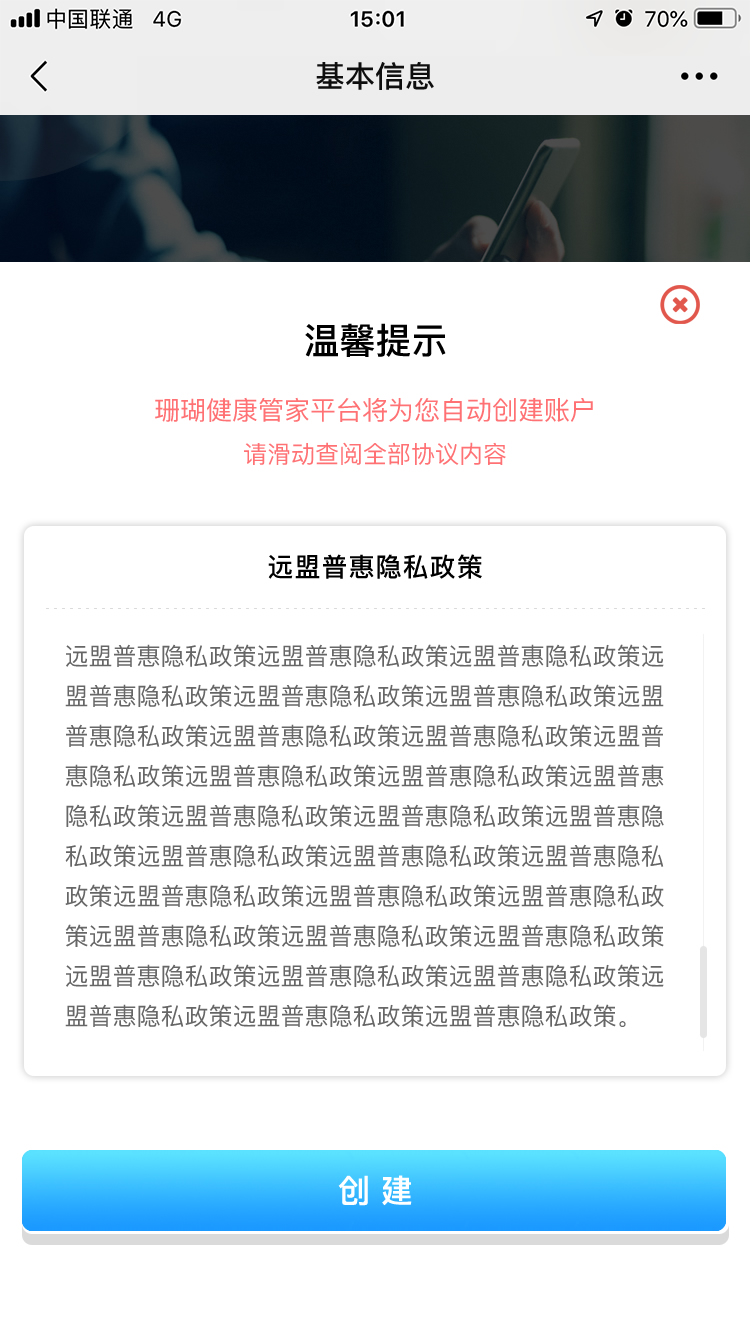 中国联通 4G 15:01 70%
基本信息
温馨提示
珊瑚健康管家平台将为您自动创建账户
请滑动查阅全部协议内容
远盟普惠隐私政策
远盟普惠隐私政策远盟普惠隐私政策远盟普惠隐私政策远
盟普惠隐私政策远盟普惠隐私政策远盟普惠隐私政策远盟
普惠隐私政策远盟普惠隐私政策远盟普惠隐私政策远盟普
惠隐私政策远盟普惠隐私政策远盟普惠隐私政策远盟普惠
隐私政策远盟普惠隐私政策远盟普惠隐私政策远盟普惠隐
私政策远盟普惠隐私政策远盟普惠隐私政策远盟普惠隐私
政策远盟普惠隐私政策远盟普惠隐私政策远盟普惠隐私政
策远盟普惠隐私政策远盟普惠隐私政策远盟普惠隐私政策
远盟普惠隐私政策远盟普惠隐私政策远盟普惠隐私政策远
盟普惠隐私政策远盟普惠隐私政策远盟普惠隐私政策。
创建